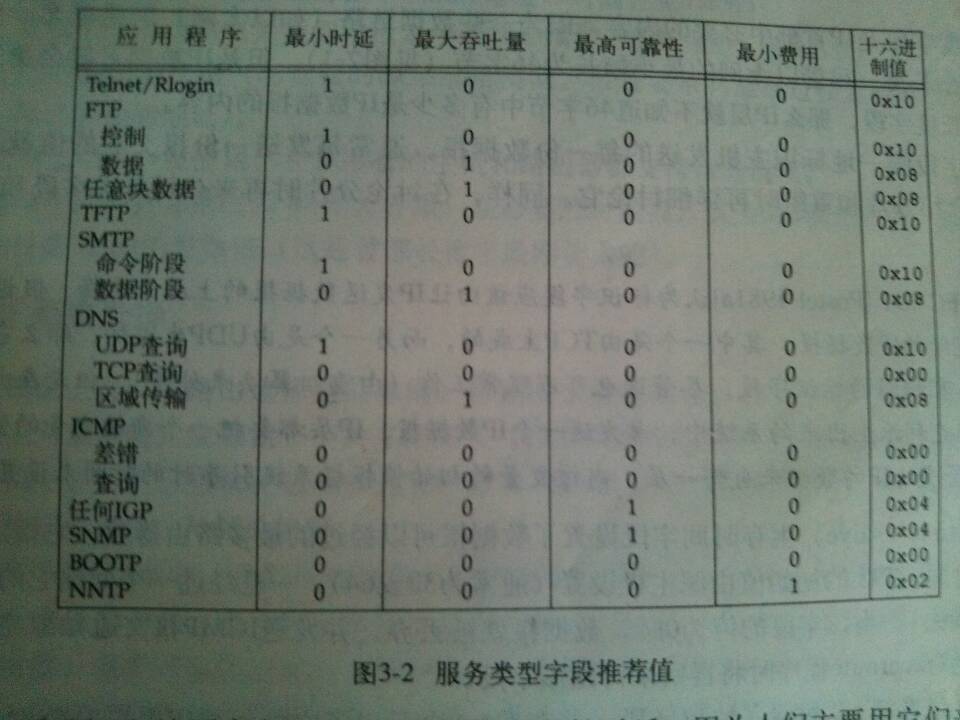 应用程序 最小时延 最大吞吐量 最高可靠性 最小费用 十六进制值
Telnet/Rlogin 1 0 0 0 0x10
FTP
控制 1 0 0 0 0x10
数据 0 1 0 0 0x08
任意块数据 0 1 0 0 0x08
TFTP 1 0 0 0 0x10
SMTP
命令阶段 1 0 0 0 0x10
数据阶段 0 1 0 0 0x08
DNS
UDP查询 1 0 0 0 0x10
TCP查询 0 0 0 0 0x00
区域传输 0 1 0 0 0x08
ICMP
差错 0 0 0 0 0x00
查询 0 0 0 0 0x00
任何IGP 0 0 1 0 0x04
SNMP 0 0 1 0 0x04
BOOTP 0 0 0 0 0x00
NNTP 0 0 0 1 0x02
图3-2 服务类型字段推荐值